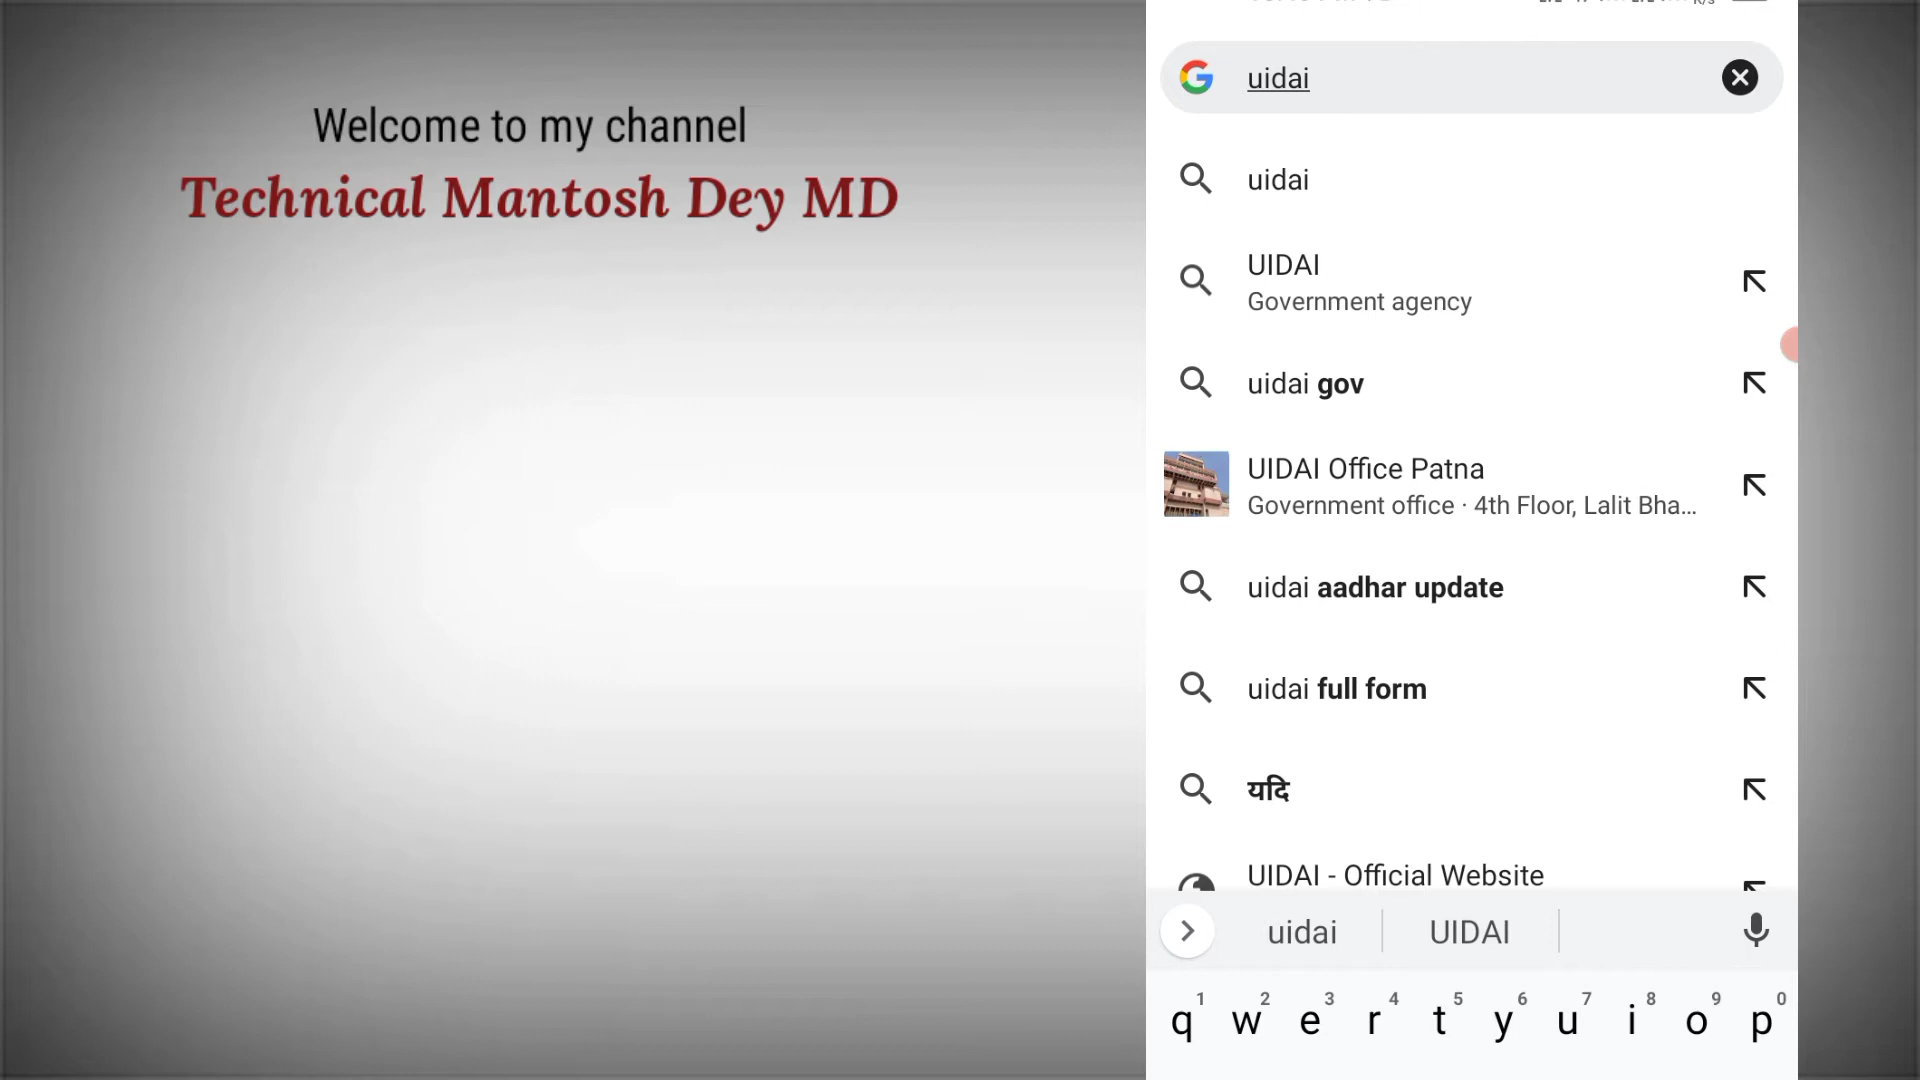 Welcome to my channel
Technical Mantosh Dey MD
K/s
uidai
uidai
UIDAI
Government agency
uidai gov
UIDAI Office Patna
Government office · 4th Floor, Lalit Bha...
uidai aadhar update
uidai full form
यदि
UIDAI - Official Website
uidai UIDAI
1 2 3 4 5 6 7 8 9 0
q w e r t y u i o p